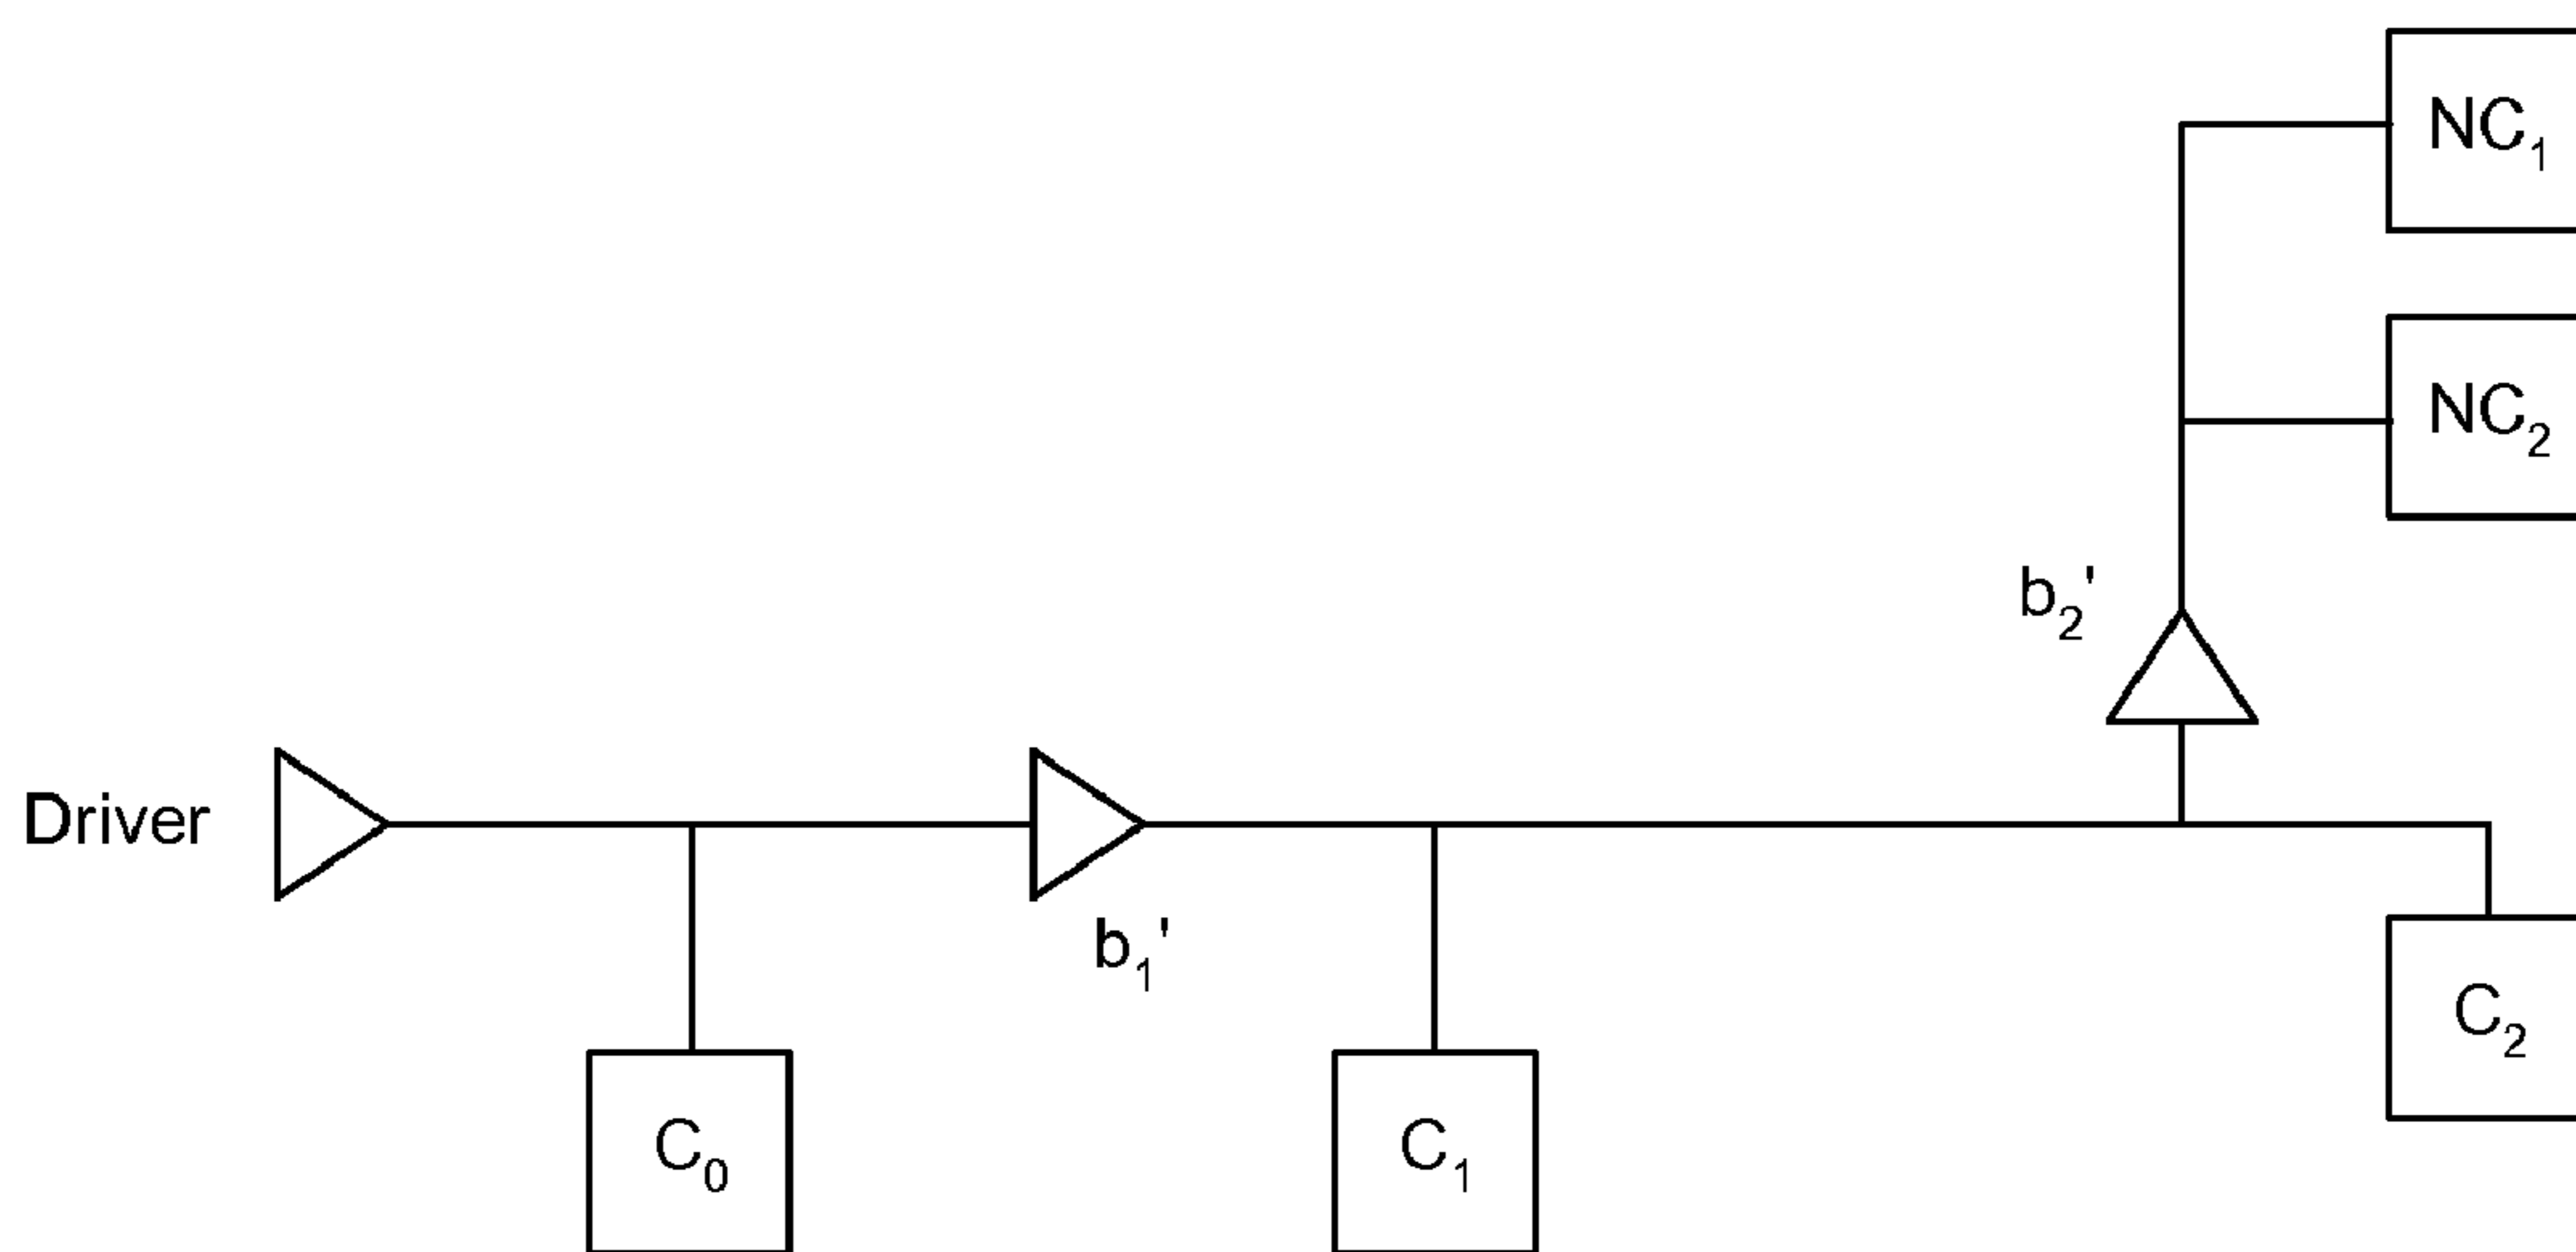 NC₁
NC₂
b₂'
Driver
b₁'
C₂
C₀
C₁